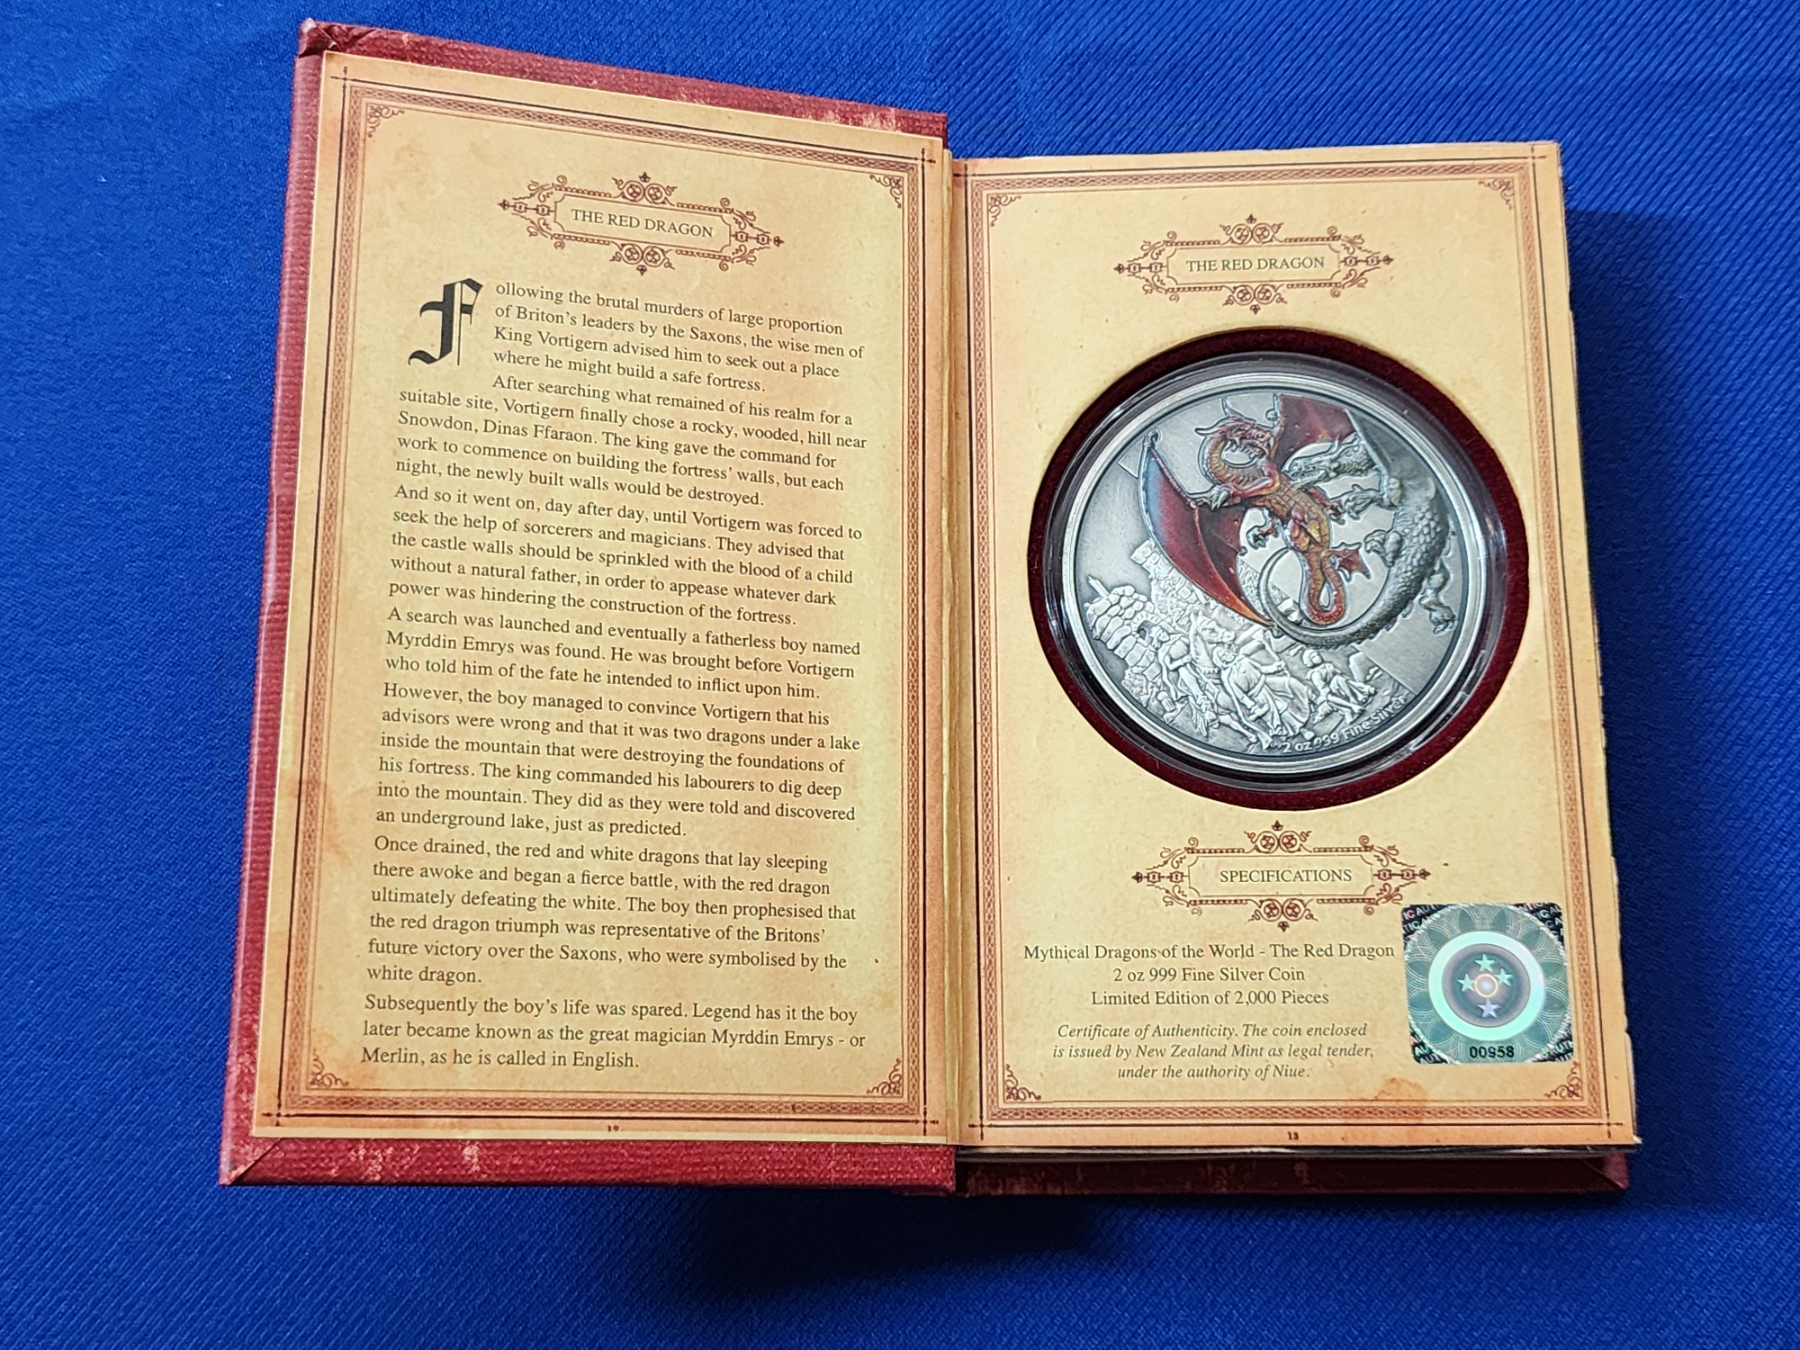 THE RED DRAGON
Following the brutal murders of large proportion
of Briton's leaders by the Saxons, the wise men of
King Vortigern advised him to seek out a place
where he might build a safe fortress.
After searching what remained of his realm for a
suitable site, Vortigern finally chose a rocky, wooded, hill near
Snowdon, Dinas Ffaraon. The king gave the command for
work to commence on building the fortress' walls, but each
night, the newly built walls would be destroyed.
And so it went on, day after day, until Vortigern was forced to
seek the help of sorcerers and magicians. They advised that
the castle walls should be sprinkled with the blood of a child
without a natural father, in order to appease whatever dark
power was hindering the construction of the fortress.
A search was launched and eventually a fatherless boy named
Myrddin Emrys was found. He was brought before Vortigern
who told him of the fate he intended to inflict upon him.
However, the boy managed to convince Vortigern that his
advisors were wrong and that it was two dragons under a lake
inside the mountain that were destroying the foundations of
his fortress. The king commanded his labourers to dig deep
into the mountain. They did as they were told and discovered
an underground lake, just as predicted.
Once drained, the red and white dragons that lay sleeping
there awoke and began a fierce battle, with the red dragon
ultimately defeating the white. The boy then prophesised that
the red dragon triumph was representative of the Britons'
future victory over the Saxons, who were symbolised by the
white dragon.
Subsequently the boy's life was spared. Legend has it the boy
later became known as the great magician Myrddin Emrys - or
Merlin, as he is called in English.
THE RED DRAGON
2 oz 999 Fine Silver
SPECIFICATIONS
Mythical Dragons of the World - The Red Dragon
2 oz 999 Fine Silver Coin
Limited Edition of 2,000 Pieces
Certificate of Authenticity. The coin enclosed
is issued by New Zealand Mint as legal tender,
under the authority of Niue.
00958
13